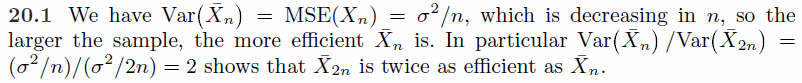 20.1 We have Var(X̄ₙ) = MSE(Xₙ) = σ²/n, which is decreasing in n, so the
larger the sample, the more efficient X̄ₙ is. In particular Var(X̄ₙ) /Var(X̄₂ₙ) =
(σ²/n)/(σ²/2n) = 2 shows that X̄₂ₙ is twice as efficient as X̄ₙ.